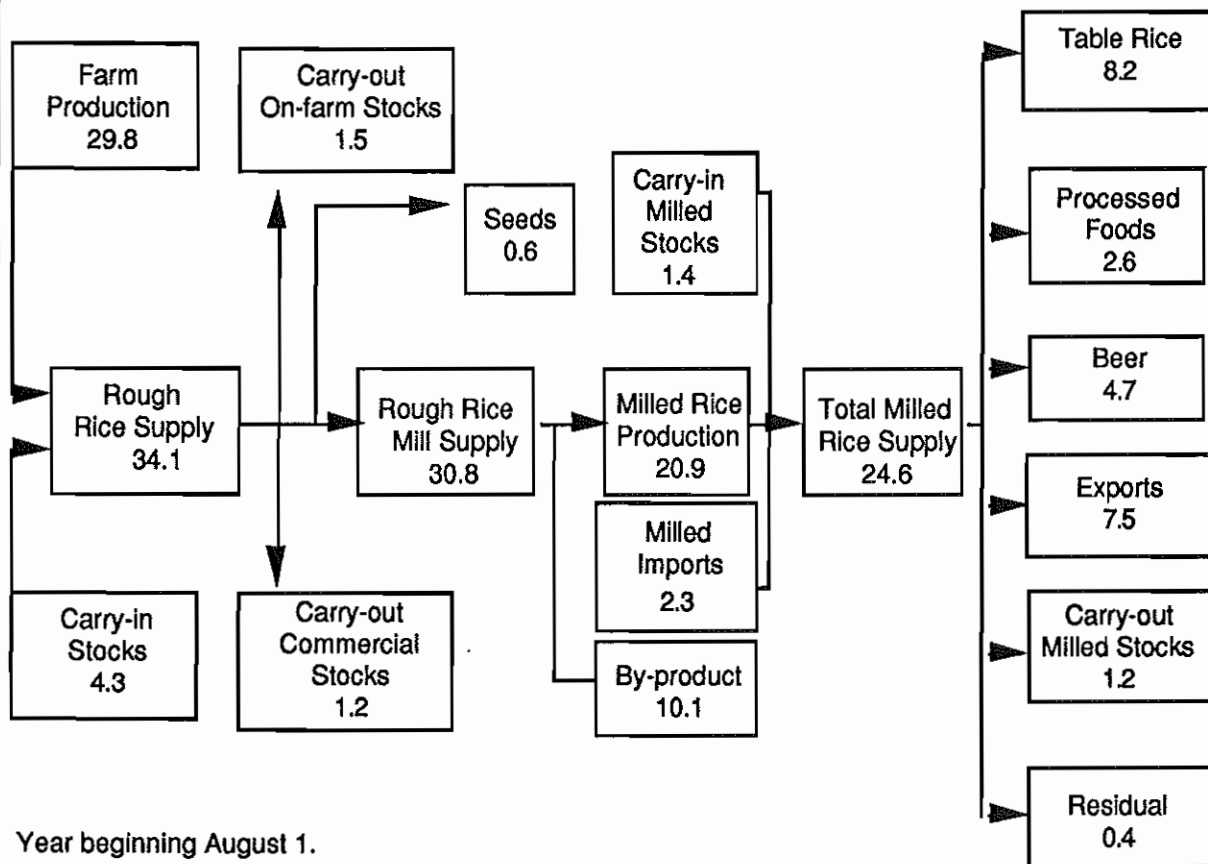 Farm
Production
29.8
Carry-out
On-farm Stocks
1.5
Table Rice
8.2
Carry-in
Milled
Stocks
1.4
Seeds
0.6
Processed
Foods
2.6
Rough
Rice Supply
34.1
Rough Rice
Mill Supply
30.8
Milled Rice
Production
20.9
Total Milled
Rice Supply
24.6
Beer
4.7
Exports
7.5
Milled
Imports
2.3
Carry-in
Stocks
4.3
Carry-out
Commercial
Stocks
1.2
By-product
10.1
Carry-out
Milled Stocks
1.2
Residual
0.4
Year beginning August 1.